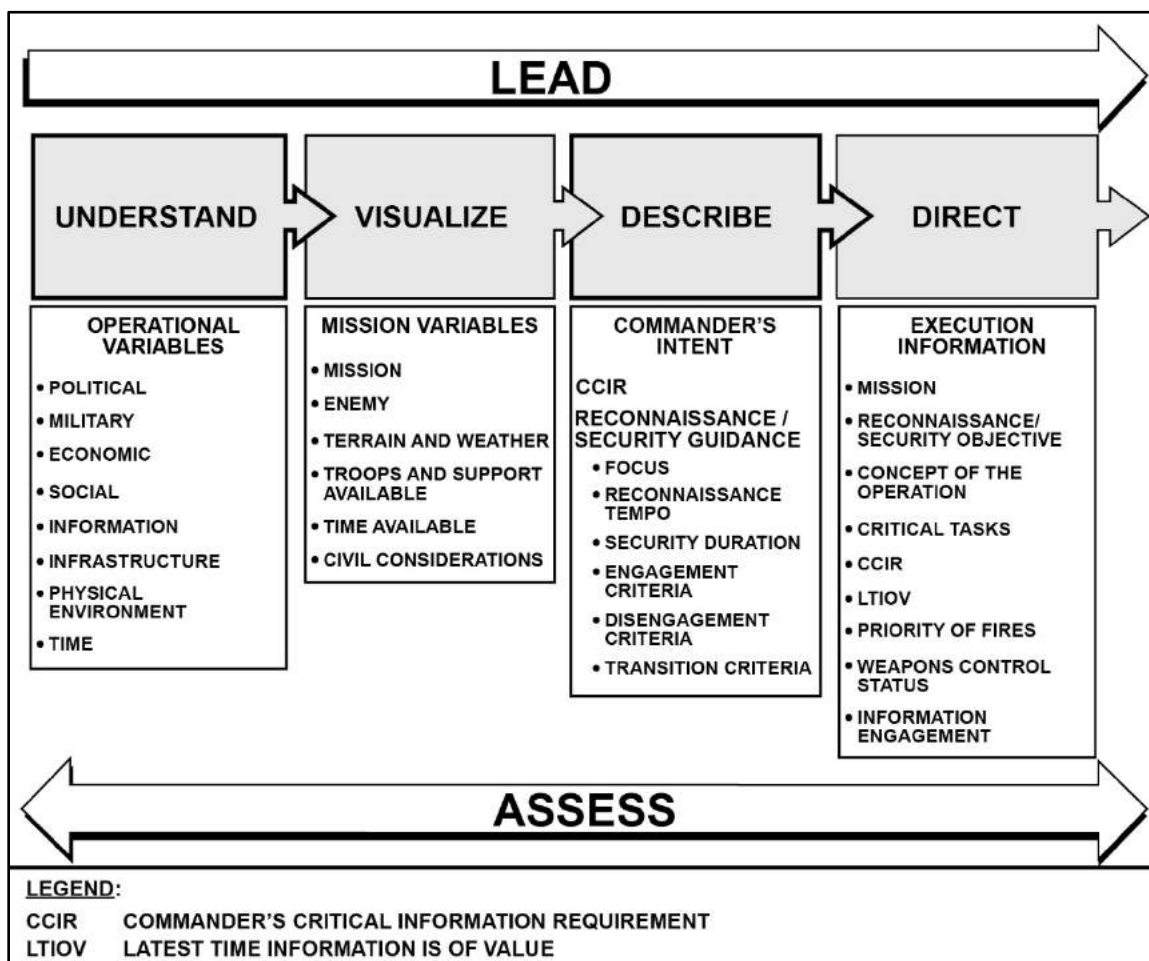 LEAD
UNDERSTAND
VISUALIZE
DESCRIBE
DIRECT
OPERATIONAL
VARIABLES
• POLITICAL
• MILITARY
• ECONOMIC
• SOCIAL
• INFORMATION
• INFRASTRUCTURE
• PHYSICAL
ENVIRONMENT
• TIME
MISSION VARIABLES
• MISSION
• ENEMY
• TERRAIN AND WEATHER
• TROOPS AND SUPPORT
AVAILABLE
• TIME AVAILABLE
• CIVIL CONSIDERATIONS
COMMANDER'S
INTENT
CCIR
RECONNAISSANCE /
SECURITY GUIDANCE
• FOCUS
• RECONNAISSANCE
TEMPO
• SECURITY DURATION
• ENGAGEMENT
CRITERIA
• DISENGAGEMENT
CRITERIA
• TRANSITION CRITERIA
EXECUTION
INFORMATION
• MISSION
• RECONNAISSANCE/
SECURITY OBJECTIVE
• CONCEPT OF THE
OPERATION
• CRITICAL TASKS
• CCIR
• LTIOV
• PRIORITY OF FIRES
• WEAPONS CONTROL
STATUS
• INFORMATION
ENGAGEMENT
ASSESS
LEGEND:
CCIR COMMANDER'S CRITICAL INFORMATION REQUIREMENT
LTIOV LATEST TIME INFORMATION IS OF VALUE